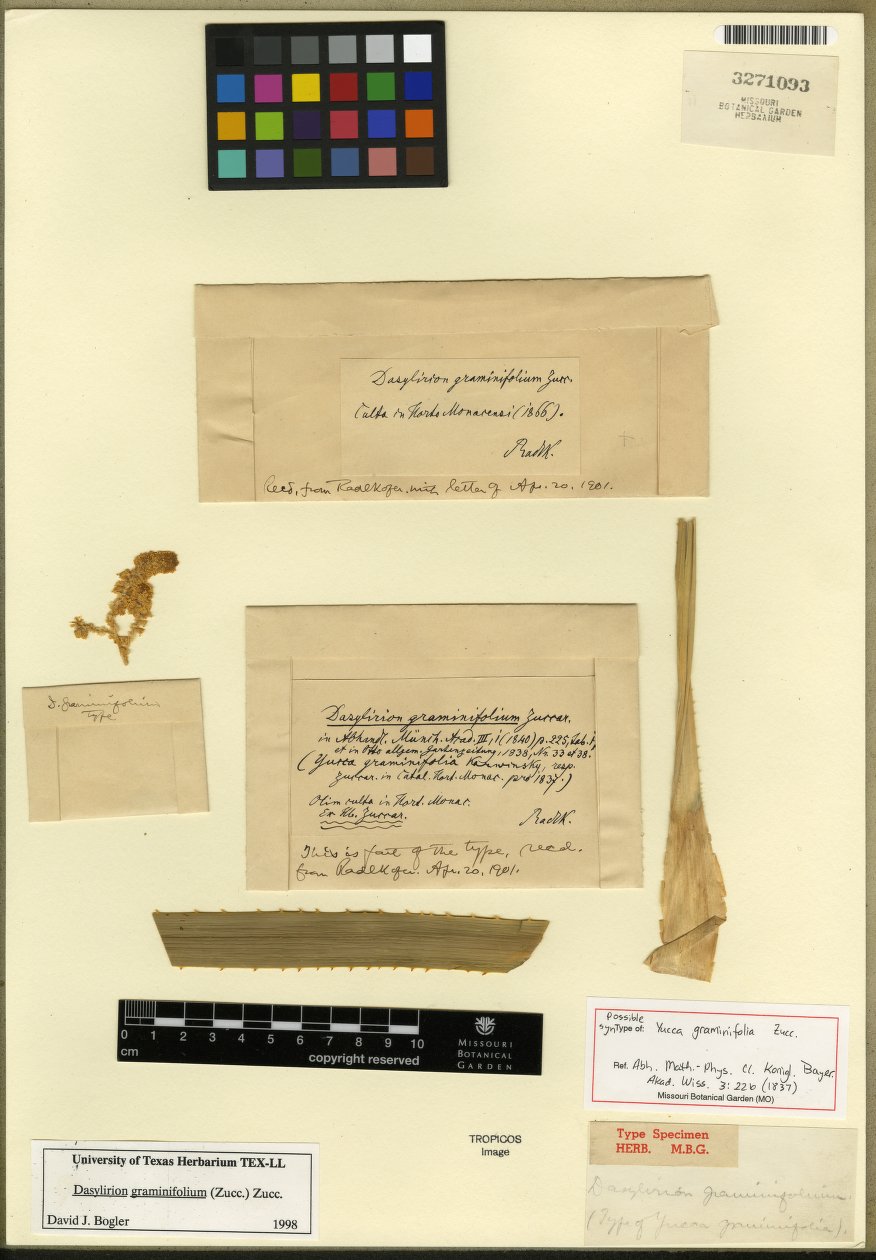 3271093
MISSOURI
BOTANICAL GARDEN
HERBARIUM
Dasylirion graminifolium Zucc.
Culta in Horto Monacensi (1866).
Radlk.
Recd. from Radlkofer with letter of Apr. 20, 1901.
D. graminifolium
type
Dasylirion graminifolium Zuccar.
in Abhandl. Münch. Acad. III, i (1840) p. 225, tab. 1,
et in Otto allgem. Gartenzeitung, 1838, No. 33 et 38.
(Yucca graminifolia Karwinsky, resp.
Zuccar. in Catal. Hort. Monac. pro 1837.)
Olim culta in Hort. Monac.
Ex Hb. Zuccar.
Radlk.
This is part of the type, recd.
from Radlkofer. Apr. 20, 1901.
0 1 2 3 4 5 6 7 8 9 10
cm
copyright reserved
MISSOURI
BOTANICAL
GARDEN
Possible
synType of: Yucca graminifolia Zucc.
Ref. Abh. Math.-Phys. Cl. Königl. Bayer.
Akad. Wiss. 3: 226 (1837)
Missouri Botanical Garden (MO)
TROPICOS
Image
Type Specimen
HERB. M.B.G.
Dasylirion graminifolium.
(Type of Yucca graminifolia).
University of Texas Herbarium TEX-LL
Dasylirion graminifolium (Zucc.) Zucc.
David J. Bogler 1998